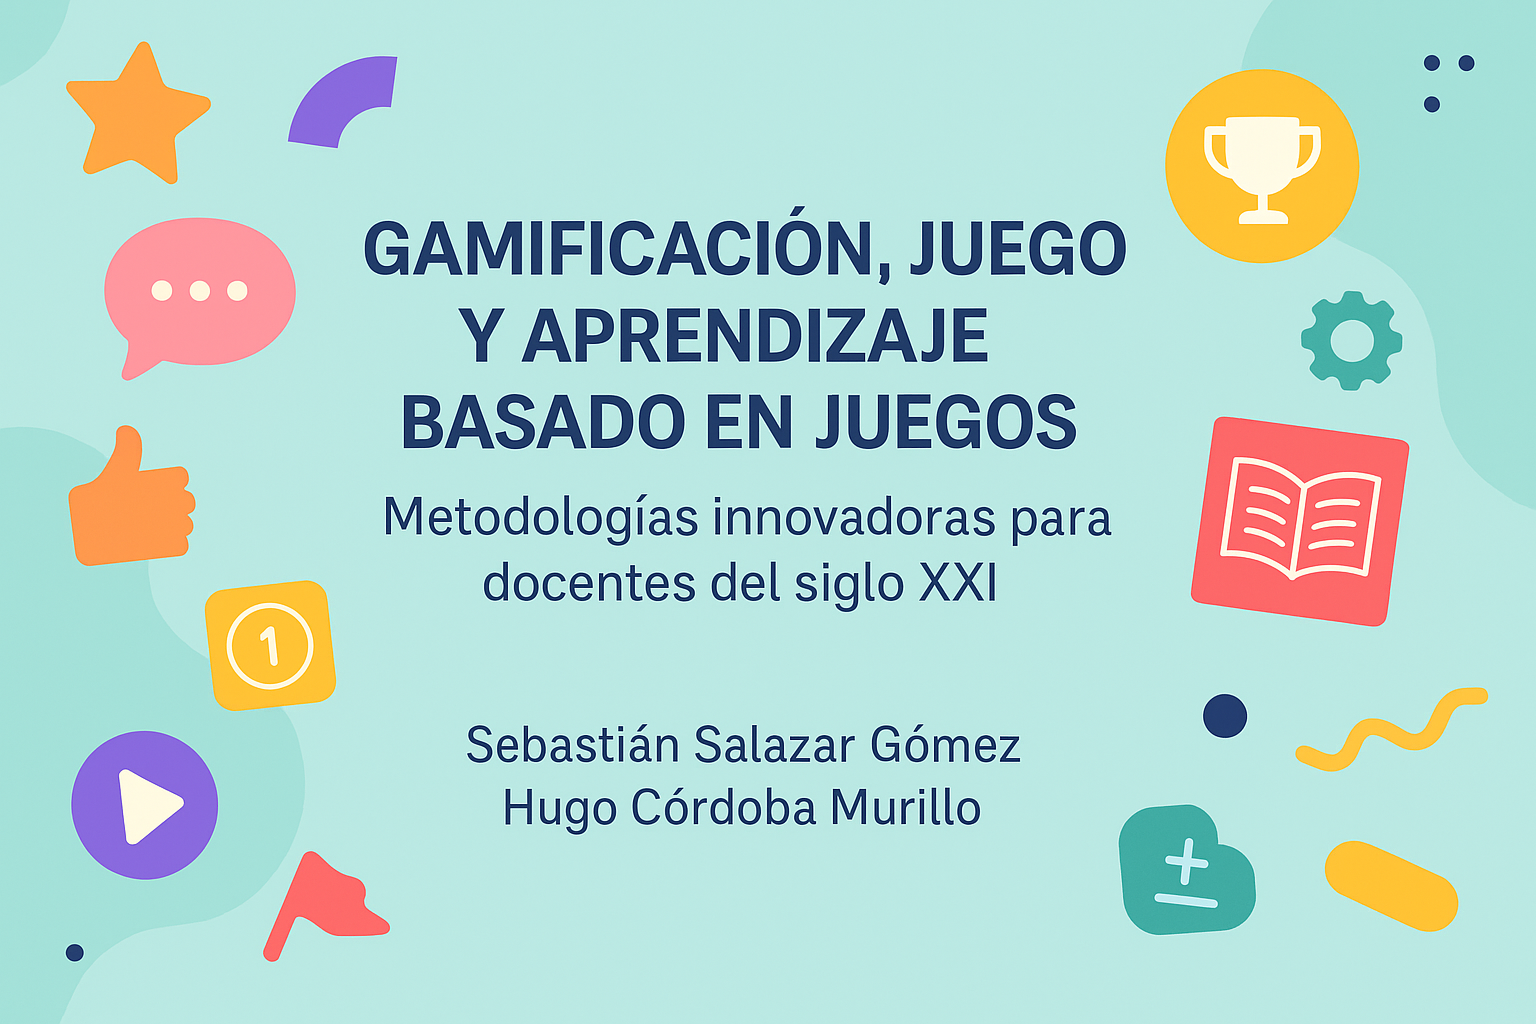 GAMIFICACIÓN, JUEGO
Y APRENDIZAJE
BASADO EN JUEGOS
Metodologías innovadoras para
docentes del siglo XXI
1
Sebastián Salazar Gómez
Hugo Córdoba Murillo